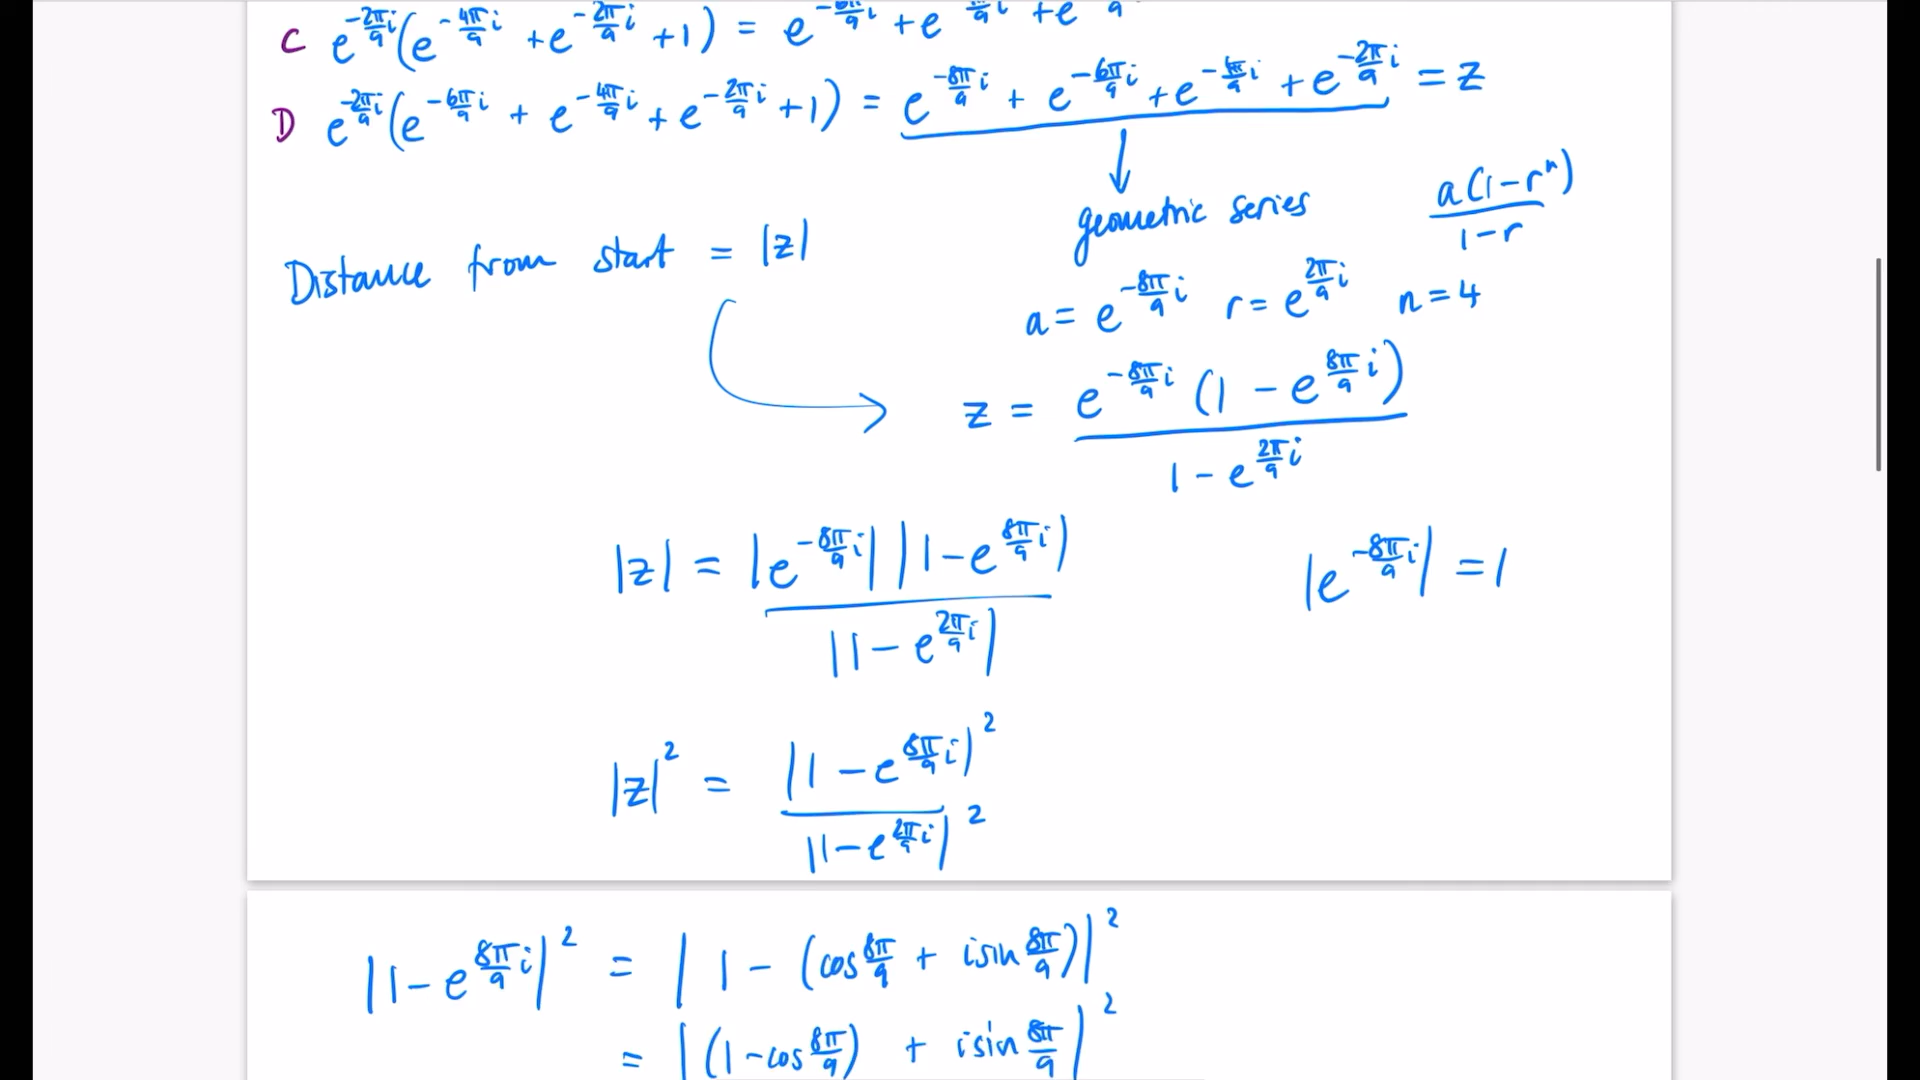 C e^{-2π/9 i}(e^{-4π/9 i} + e^{-2π/9 i} + 1) = e^{-6π/9 i} + e + e
D e^{-2π/9 i}(e^{-6π/9 i} + e^{-4π/9 i} + e^{-2π/9 i} + 1) = e^{-8π/9 i} + e^{-6π/9 i} + e^{-4π/9 i} + e^{-2π/9 i} = z
geometric series a(1-r^n)/1-r
Distance from start = |z|
a = e^{-8π/9 i} r = e^{2π/9 i} n = 4
z = e^{-8π/9 i} (1 - e^{8π/9 i}) / 1 - e^{2π/9 i}
|z| = |e^{-8π/9 i}| |1 - e^{8π/9 i}| / |1 - e^{2π/9 i}| |e^{-8π/9 i}| = 1
|z|^2 = |1 - e^{8π/9 i}|^2 / |1 - e^{2π/9 i}|^2
|1 - e^{8π/9 i}|^2 = | 1 - (cos 8π/9 + i sin 8π/9)|^2
= |(1 - cos 8π/9) + i sin 8π/9|^2